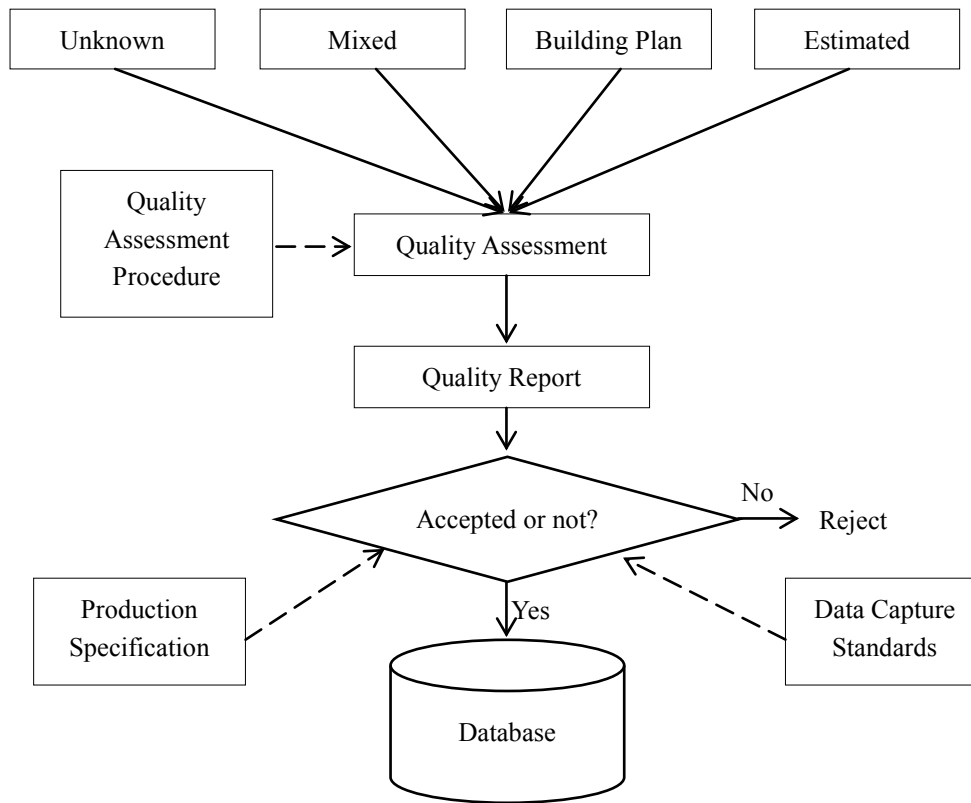 Unknown
Mixed
Building Plan
Estimated
Quality
Assessment
Procedure
Quality Assessment
Quality Report
Accepted or not?
No
Reject
Production
Specification
Yes
Data Capture
Standards
Database